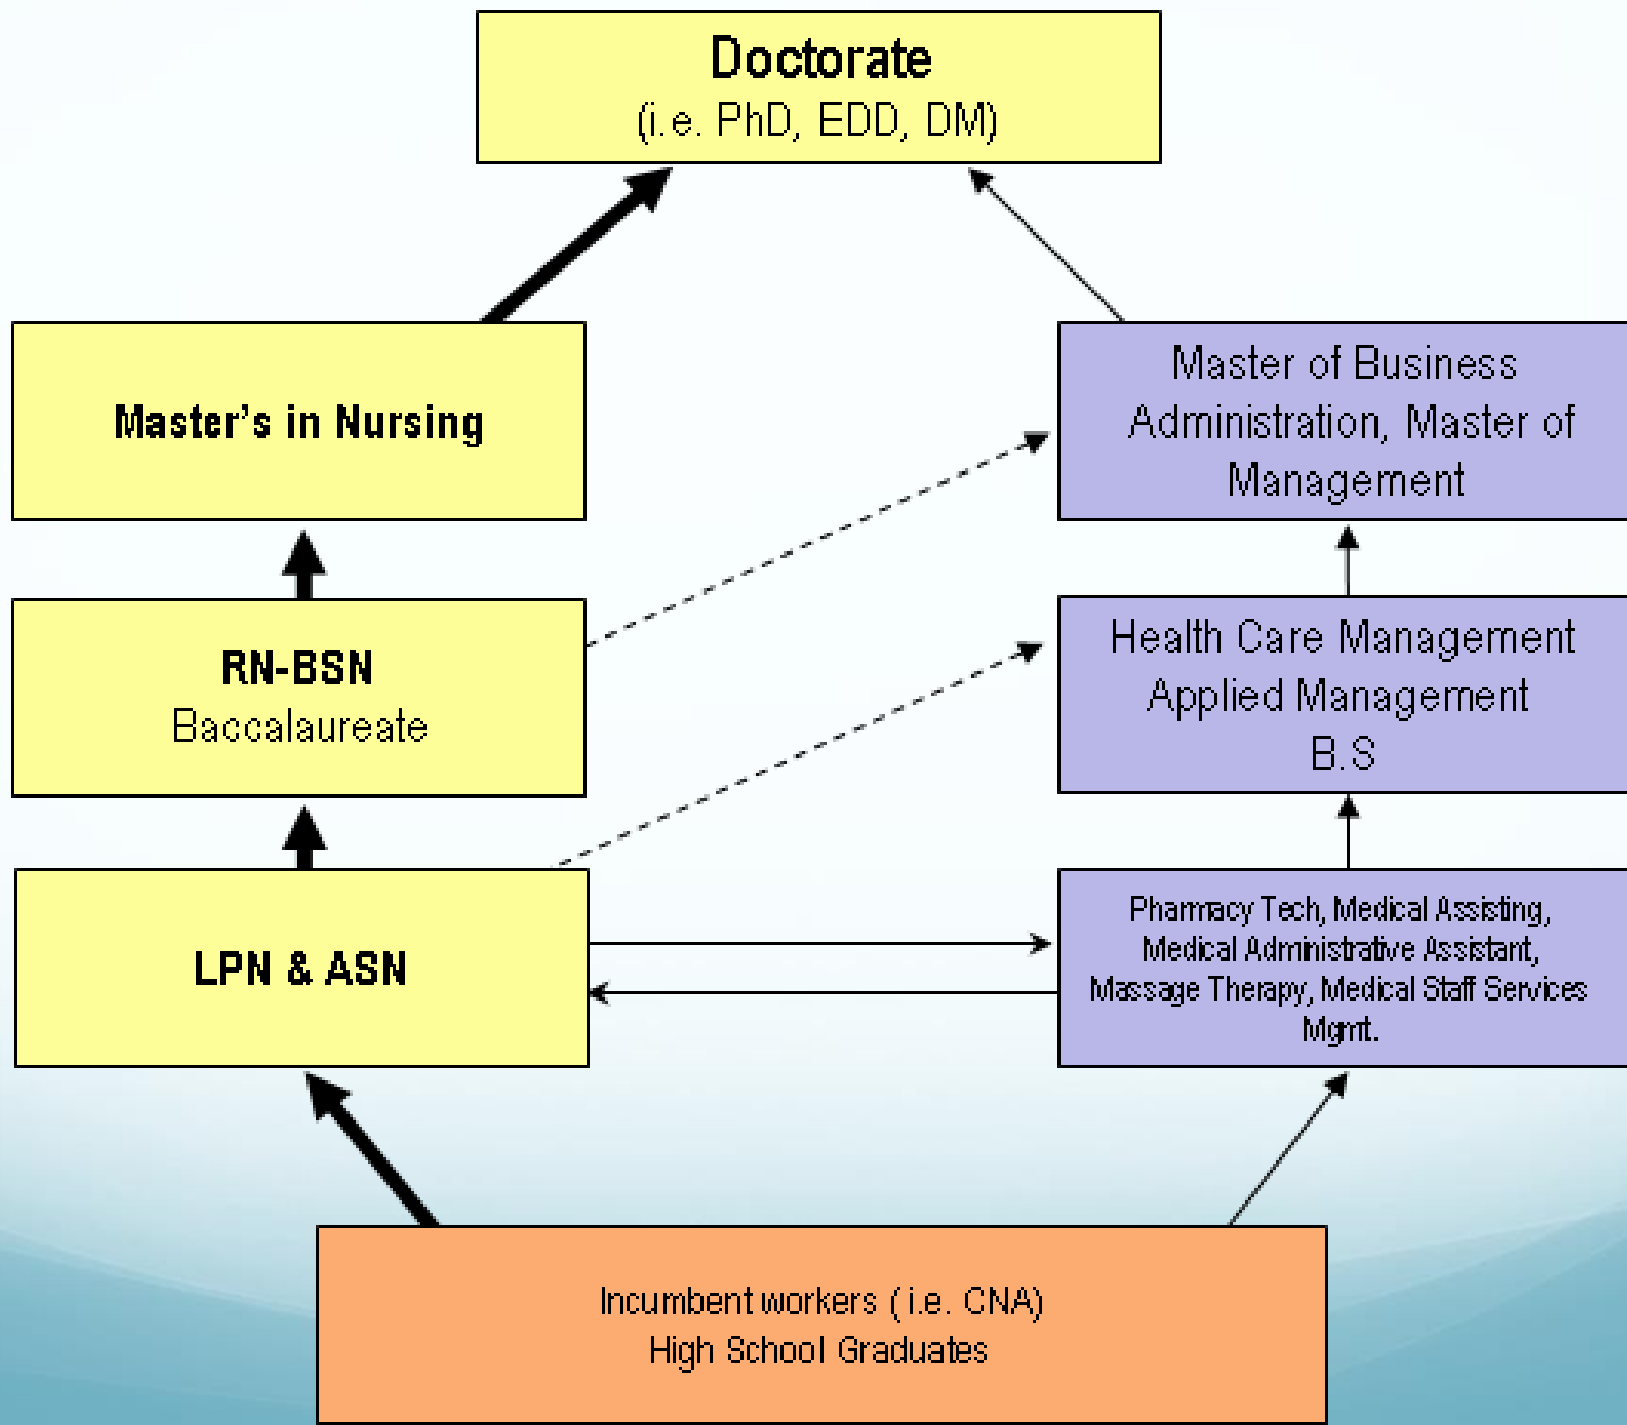 Doctorate
(i.e. PhD, EDD, DM)
Master's in Nursing
Master of Business
Administration, Master of
Management
RN-BSN
Baccalaureate
Health Care Management
Applied Management
B.S
LPN & ASN
Pharmacy Tech, Medical Assisting,
Medical Administrative Assistant,
Massage Therapy, Medical Staff Services
Mgmt.
Incumbent workers ( i.e. CNA)
High School Graduates